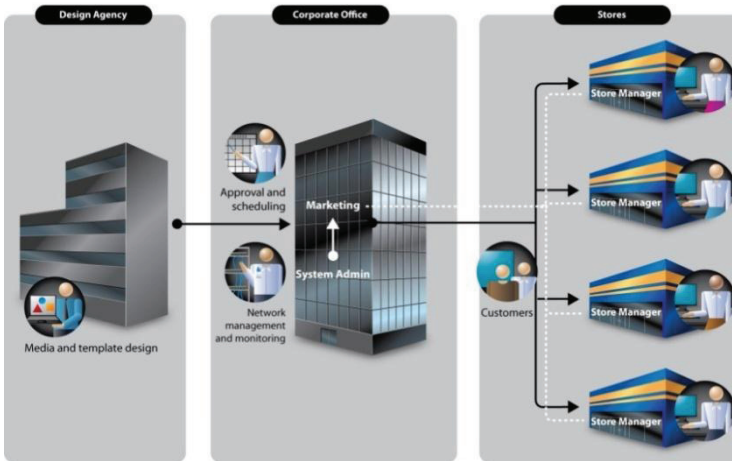 Design Agency
Corporate Office
Stores
Store Manager
Approval and
scheduling
Marketing
Store Manager
System Admin
Customers
Store Manager
Network
management
and monitoring
Media and template design
Store Manager